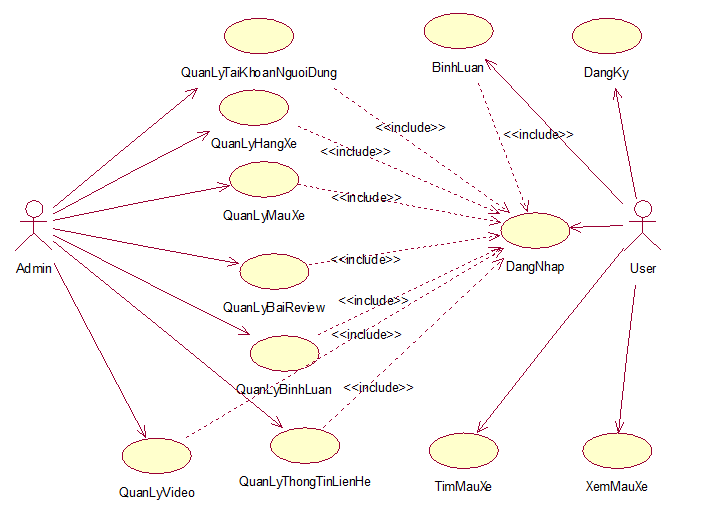 QuanLyTaiKhoanNguoiDung
BinhLuan
DangKy
<<include>>
<<include>>
QuanLyHangXe
<<include>>
<<include>>
QuanLyMauXe
Admin
DangNhap
User
<<include>>
QuanLyBaiReview
<<include>>
<<include>>
QuanLyBinhLuan
<<include>>
QuanLyVideo
QuanLyThongTinLienHe
TimMauXe
XemMauXe